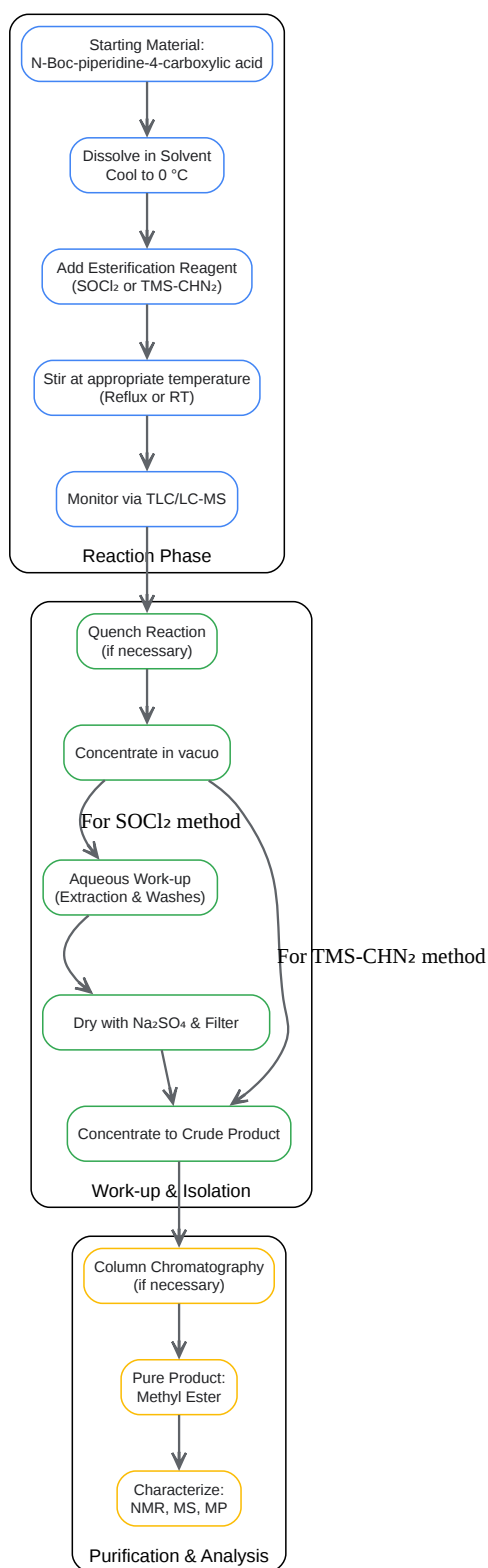 Starting Material:
N-Boc-piperidine-4-carboxylic acid
Dissolve in Solvent
Cool to 0 °C
Add Esterification Reagent
(SOCl₂ or TMS-CHN₂)
Stir at appropriate temperature
(Reflux or RT)
Monitor via TLC/LC-MS
Reaction Phase
Quench Reaction
(if necessary)
Concentrate in vacuo
For SOCl₂ method
Aqueous Work-up
(Extraction & Washes)
For TMS-CHN₂ method
Dry with Na₂SO₄ & Filter
Concentrate to Crude Product
Work-up & Isolation
Column Chromatography
(if necessary)
Pure Product:
Methyl Ester
Characterize:
NMR, MS, MP
Purification & Analysis